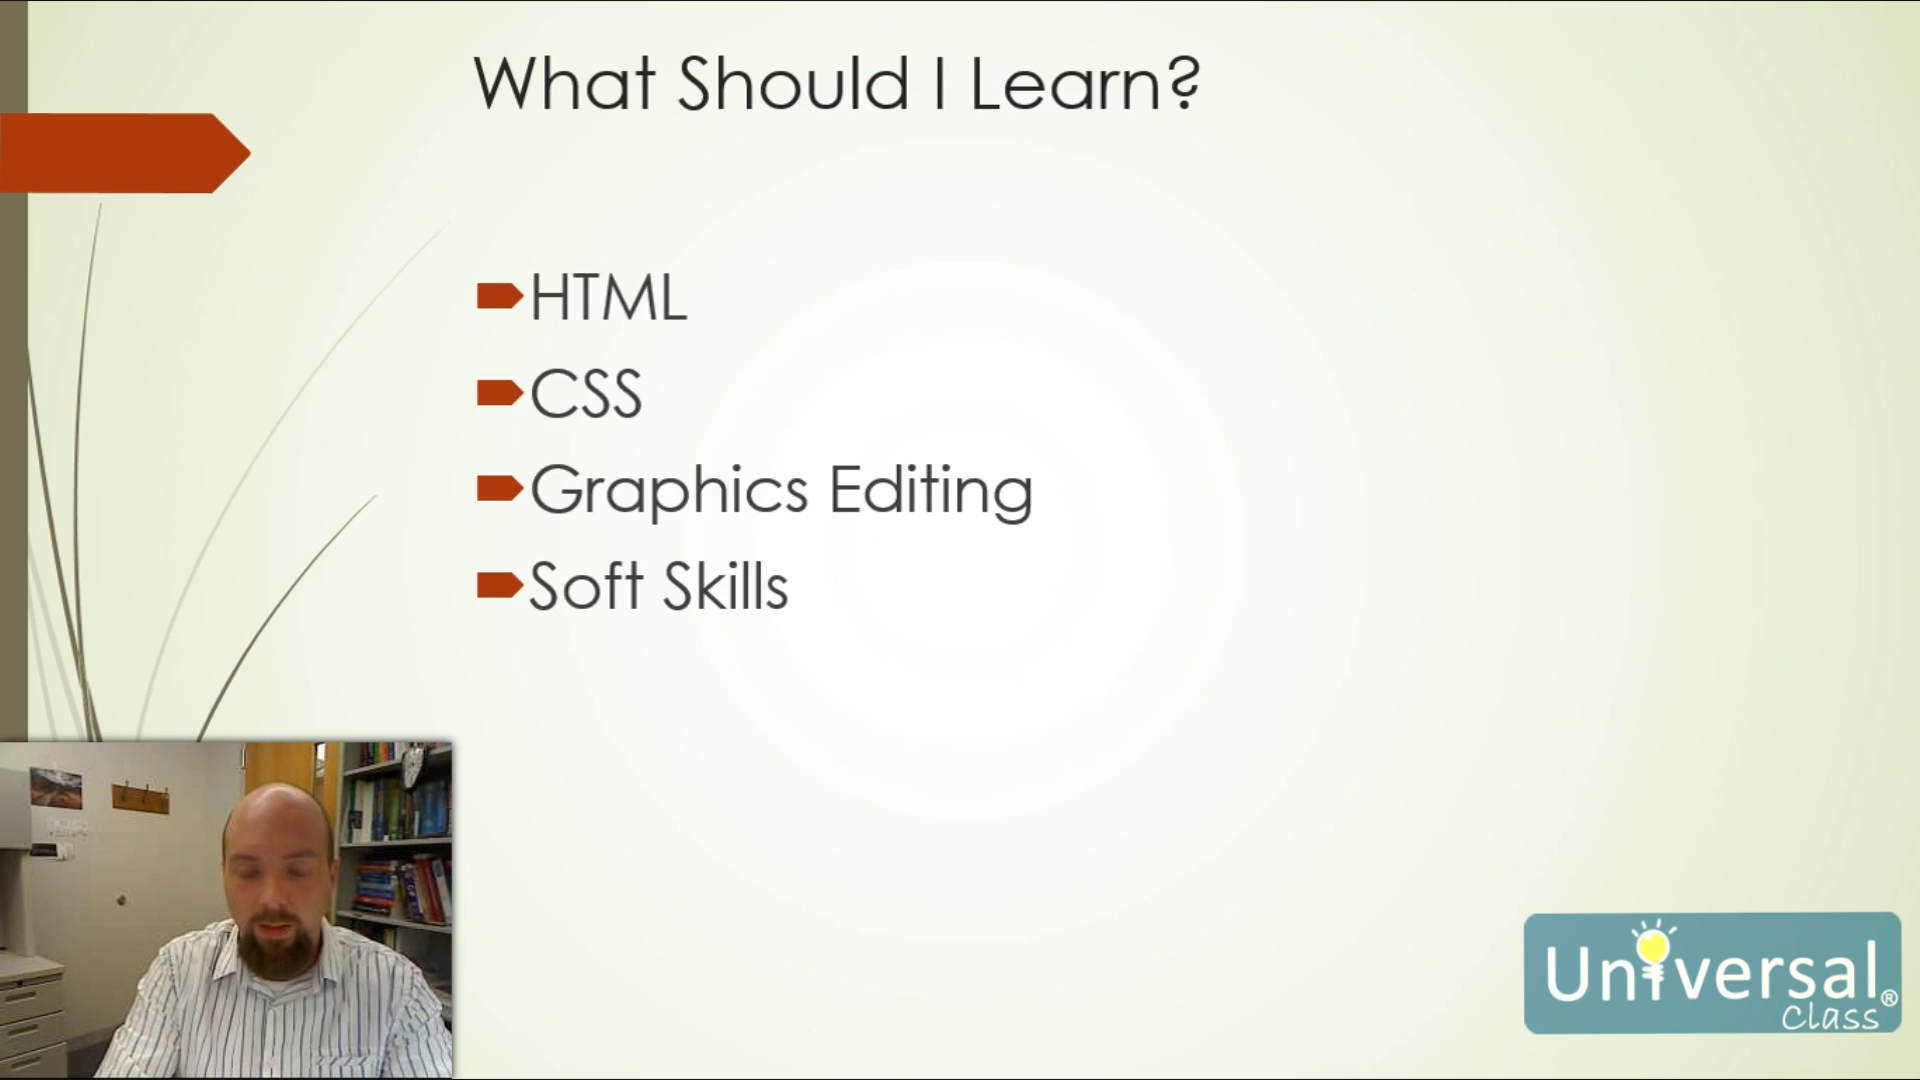 What Should I Learn?
HTML
CSS
Graphics Editing
Soft Skills
Universal®
Class